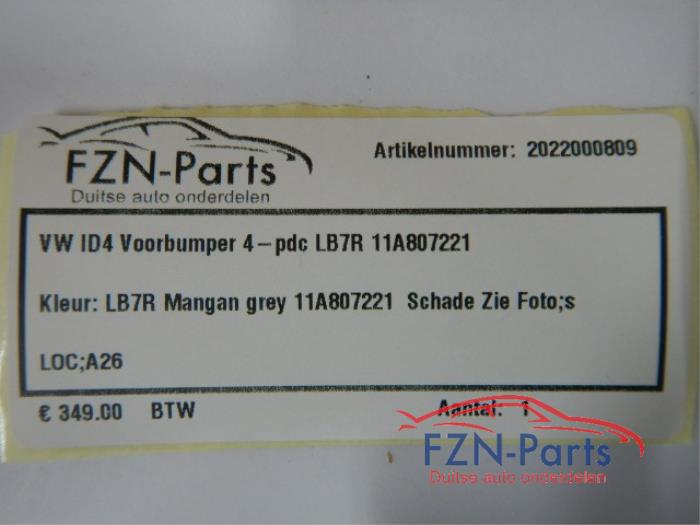 FZN-Parts
Duitse auto onderdelen
Artikelnummer: 2022000809
VW ID4 Voorbumper 4-pdc LB7R 11A807221
Kleur: LB7R Mangan grey 11A807221 Schade Zie Foto;s
LOC;A26
€ 349.00 BTW
Aantal: 1
FZN-Parts
Duitse auto onderdelen